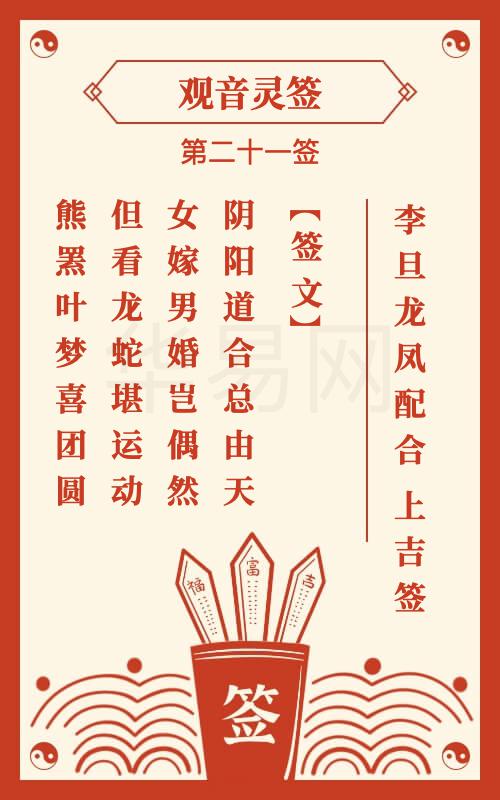 观音灵签
第二十一签
李旦龙凤配合 上吉签
【签文】
阴阳道合总由天
女嫁男婚岂偶然
但看龙蛇堪运动
熊罴叶梦喜团圆
福
富
吉
签
华易网